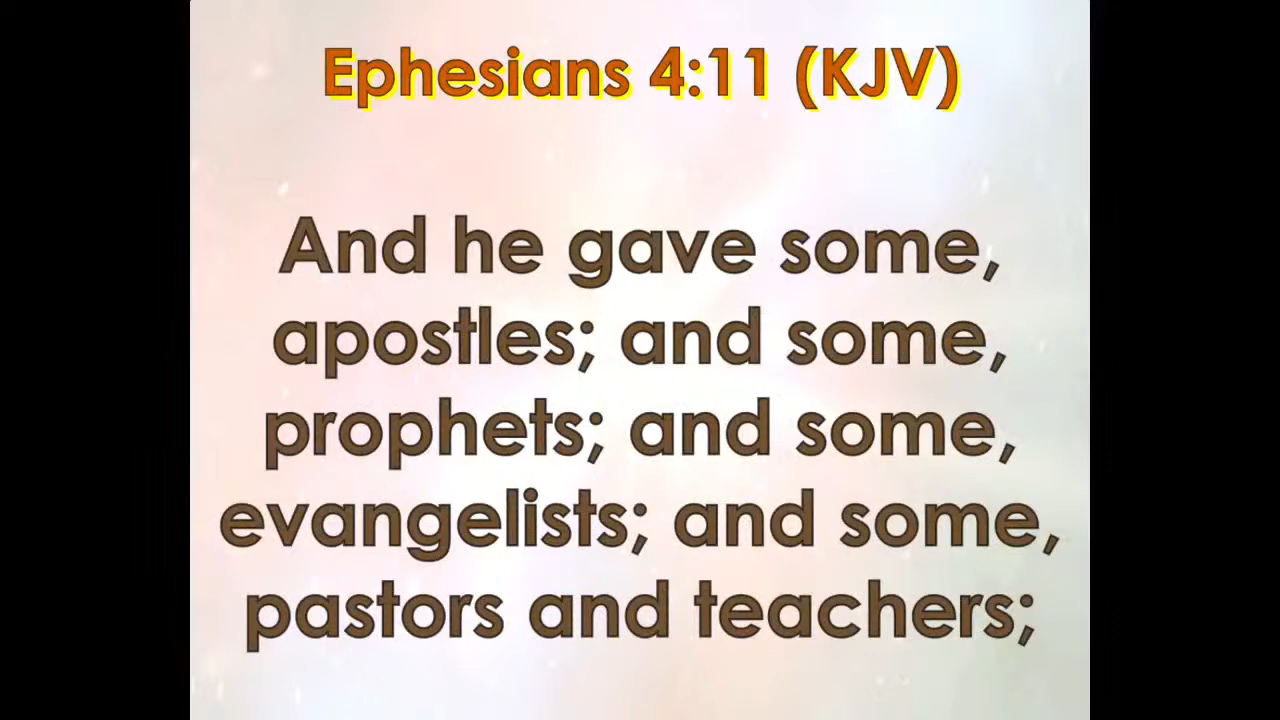 Ephesians 4:11 (KJV)
And he gave some,
apostles; and some,
prophets; and some,
evangelists; and some,
pastors and teachers;